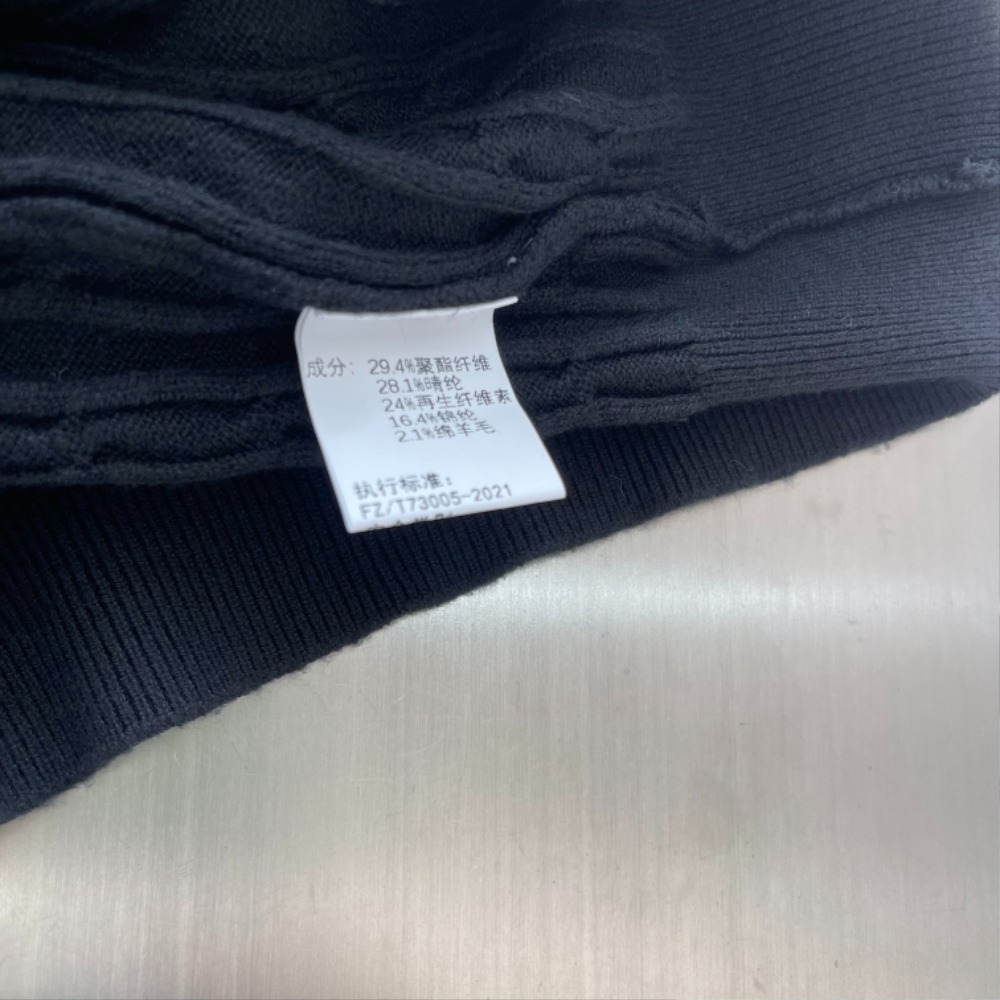 成分: 29.4%聚酯纤维
28.1%晴纶
24%再生纤维素
16.4%锦纶
2.1%绵羊毛
执行标准:
FZ/T73005-2021